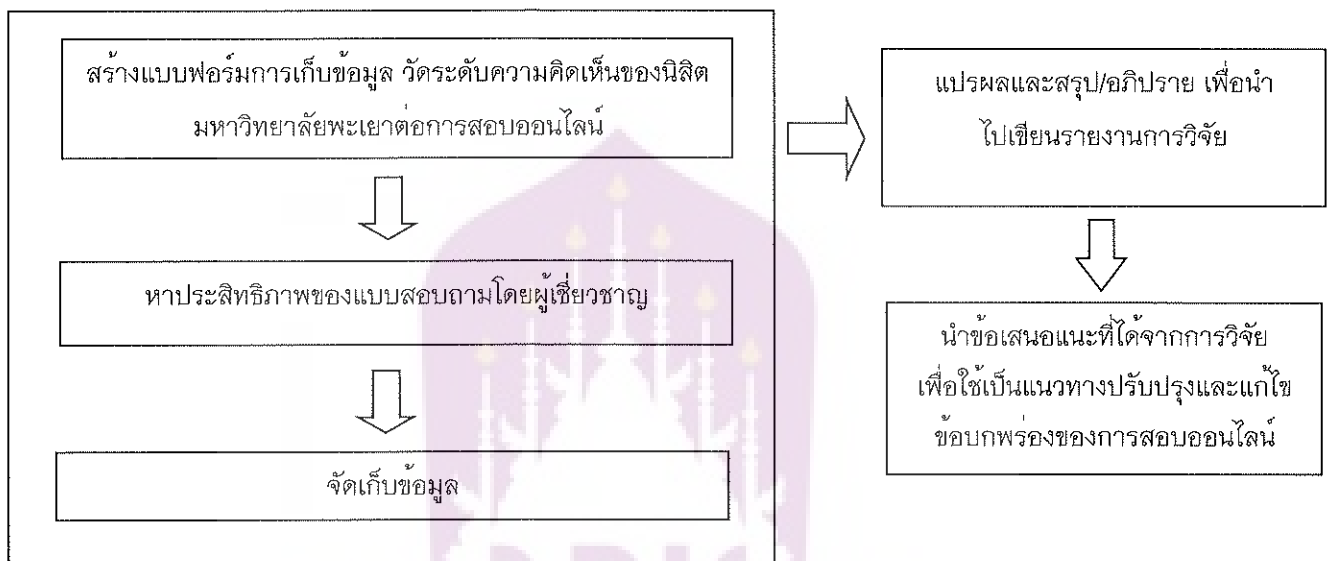 สร้างแบบฟอร์มการเก็บข้อมูล วัดระดับความคิดเห็นของนิสิต
มหาวิทยาลัยพะเยาต่อการสอบออนไลน์
หาประสิทธิภาพของแบบสอบถามโดยผู้เชี่ยวชาญ
จัดเก็บข้อมูล
แปรผลและสรุป/อภิปราย เพื่อนำ
ไปเขียนรายงานการวิจัย
นำข้อเสนอแนะที่ได้จากการวิจัย
เพื่อใช้เป็นแนวทางปรับปรุงและแก้ไข
ข้อบกพร่องของการสอบออนไลน์